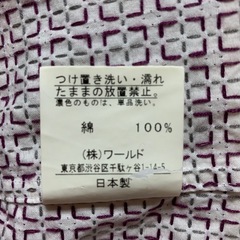 つけ置き洗い・濡れ
たままの放置禁止。
濃色のものは、単品洗い。
綿 100%
(株)ワールド
東京都渋谷区千駄ヶ谷1-14-5
日本製